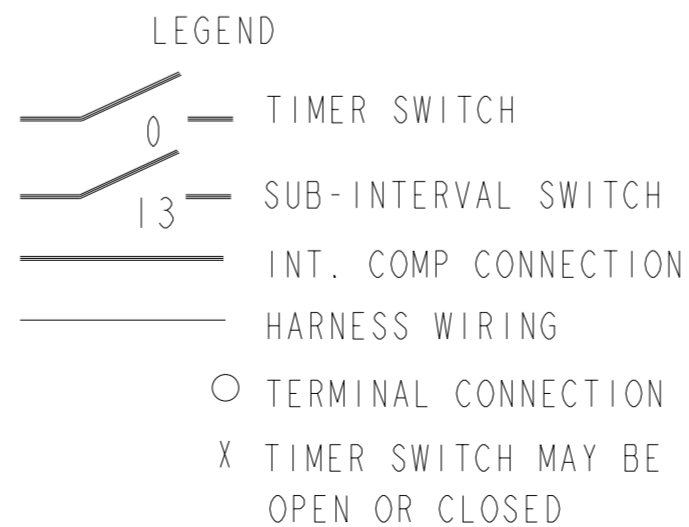 LEGEND
0 TIMER SWITCH
13 SUB-INTERVAL SWITCH
INT. COMP CONNECTION
HARNESS WIRING
TERMINAL CONNECTION
X TIMER SWITCH MAY BE
OPEN OR CLOSED